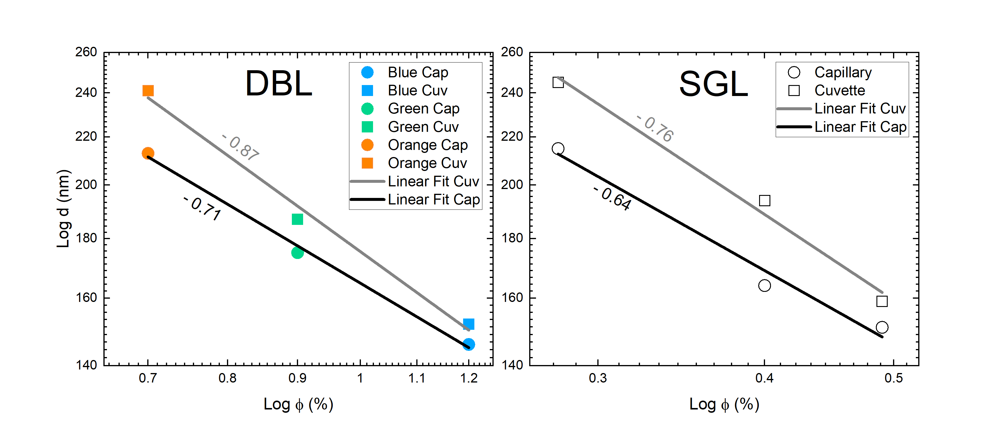 DBL
Blue Cap
Blue Cuv
Green Cap
Green Cuv
Orange Cap
Orange Cuv
Linear Fit Cuv
Linear Fit Cap
- 0.87
- 0.71
260
240
220
200
180
160
140
Log d (nm)
0.7 0.8 0.9 1 1.1 1.2
Log ϕ (%)
SGL
Capillary
Cuvette
Linear Fit Cuv
Linear Fit Cap
- 0.76
- 0.64
260
240
220
200
180
160
140
0.3 0.4 0.5
Log ϕ (%)